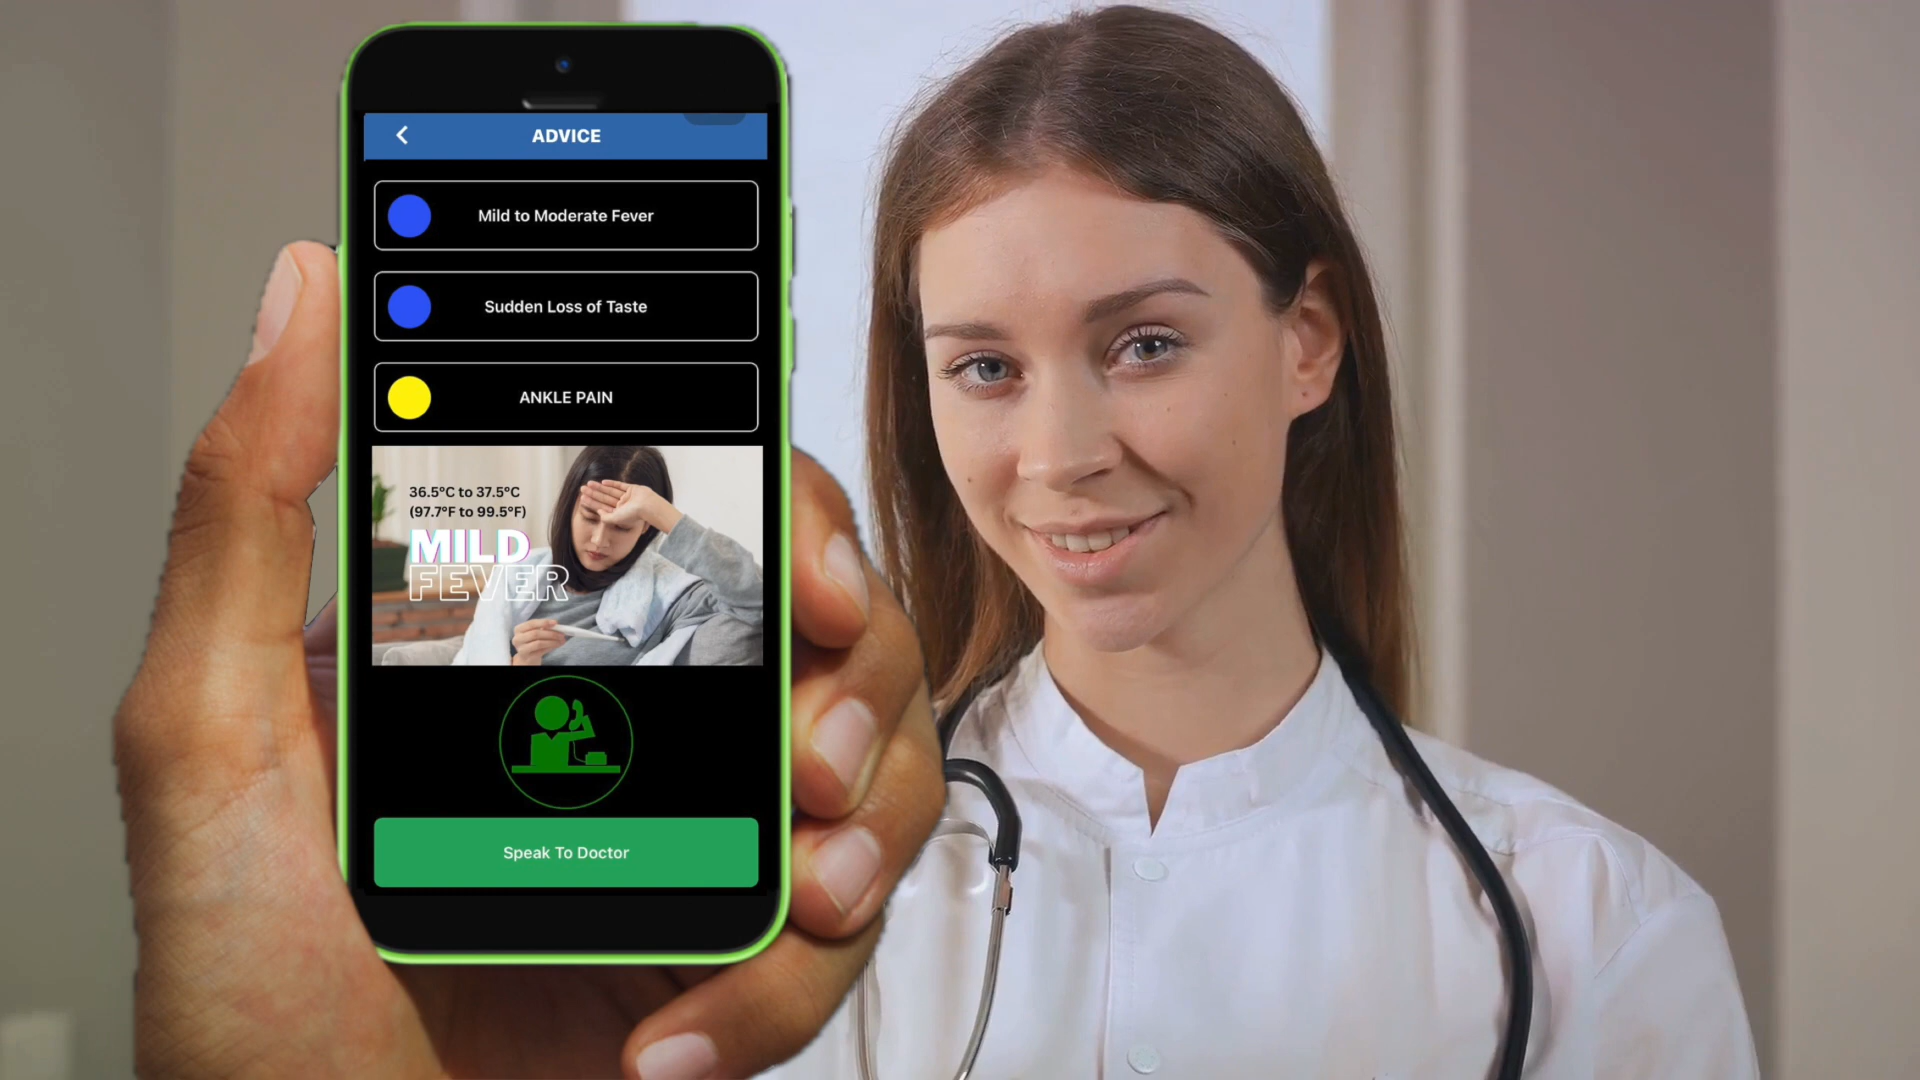 ADVICE
Mild to Moderate Fever
Sudden Loss of Taste
ANKLE PAIN
36.5°C to 37.5°C
(97.7°F to 99.5°F)
MILD
FEVER
Speak To Doctor